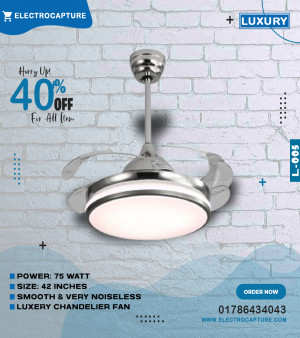 ELECTROCAPTURE
LUXURY
Hurry Up!
40% OFF
For All Item
L-005
POWER: 75 WATT
SIZE: 42 INCHES
SMOOTH & VERY NOISELESS
LUXERY CHANDELIER FAN
ORDER NOW
01786434043
WWW.ELECTROCAPTURE.COM